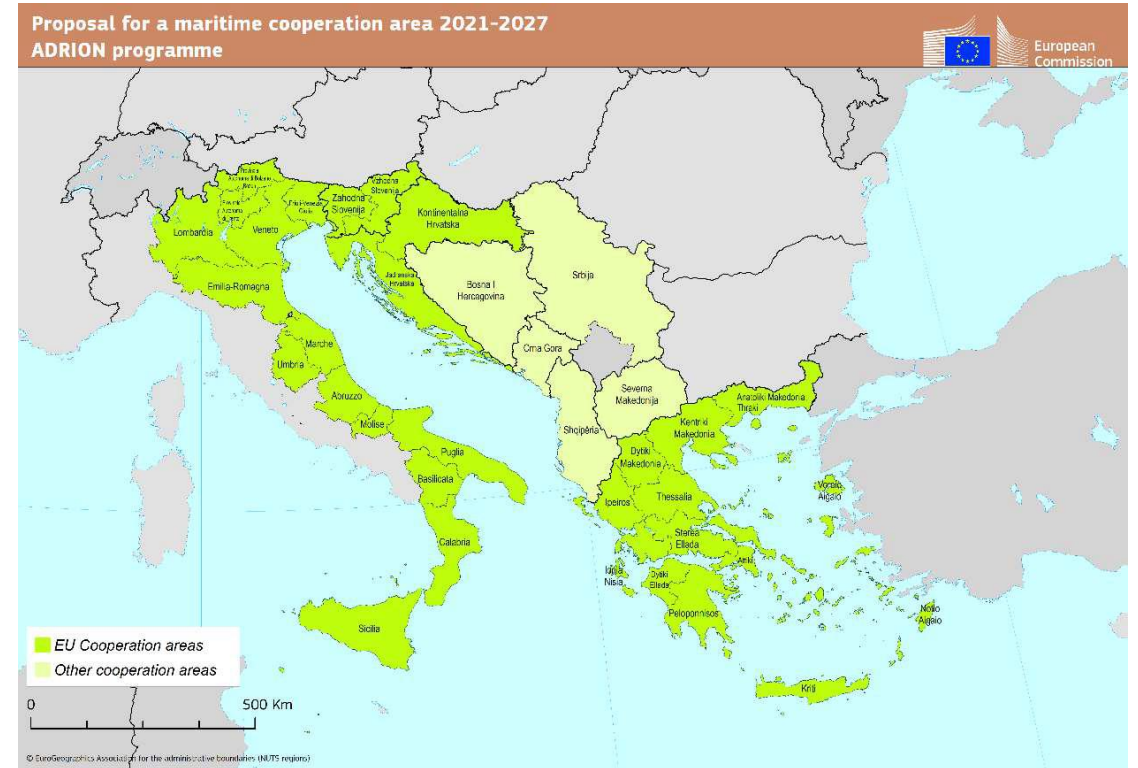 Proposal for a maritime cooperation area 2021-2027
ADRION programme
European
Commission
Vzhodna
Slovenija
Zahodna
Slovenija
Kontinentalna
Hrvatska
Lombardia
Veneto
Emilia-Romagna
Jadranska
Hrvatska
Bosna I
Hercegovina
Srbija
Marche
Umbria
Crna Gora
Abruzzo
Molise
Severna
Makedonija
Shqipëria
Anatoliki Makedonia
Thraki
Kentriki
Makedonia
Dytiki
Makedonia
Puglia
Basilicata
Ipeiros
Thessalia
Voreio
Aigaio
Calabria
Sterea
Ellada
Attiki
Ionia
Nisia
Dytiki
Ellada
Peloponnisos
Notio
Aigaio
Sicilia
Kriti
EU Cooperation areas
Other cooperation areas
0
500 Km
© EuroGeographics Association for the administrative boundaries (NUTS regions)